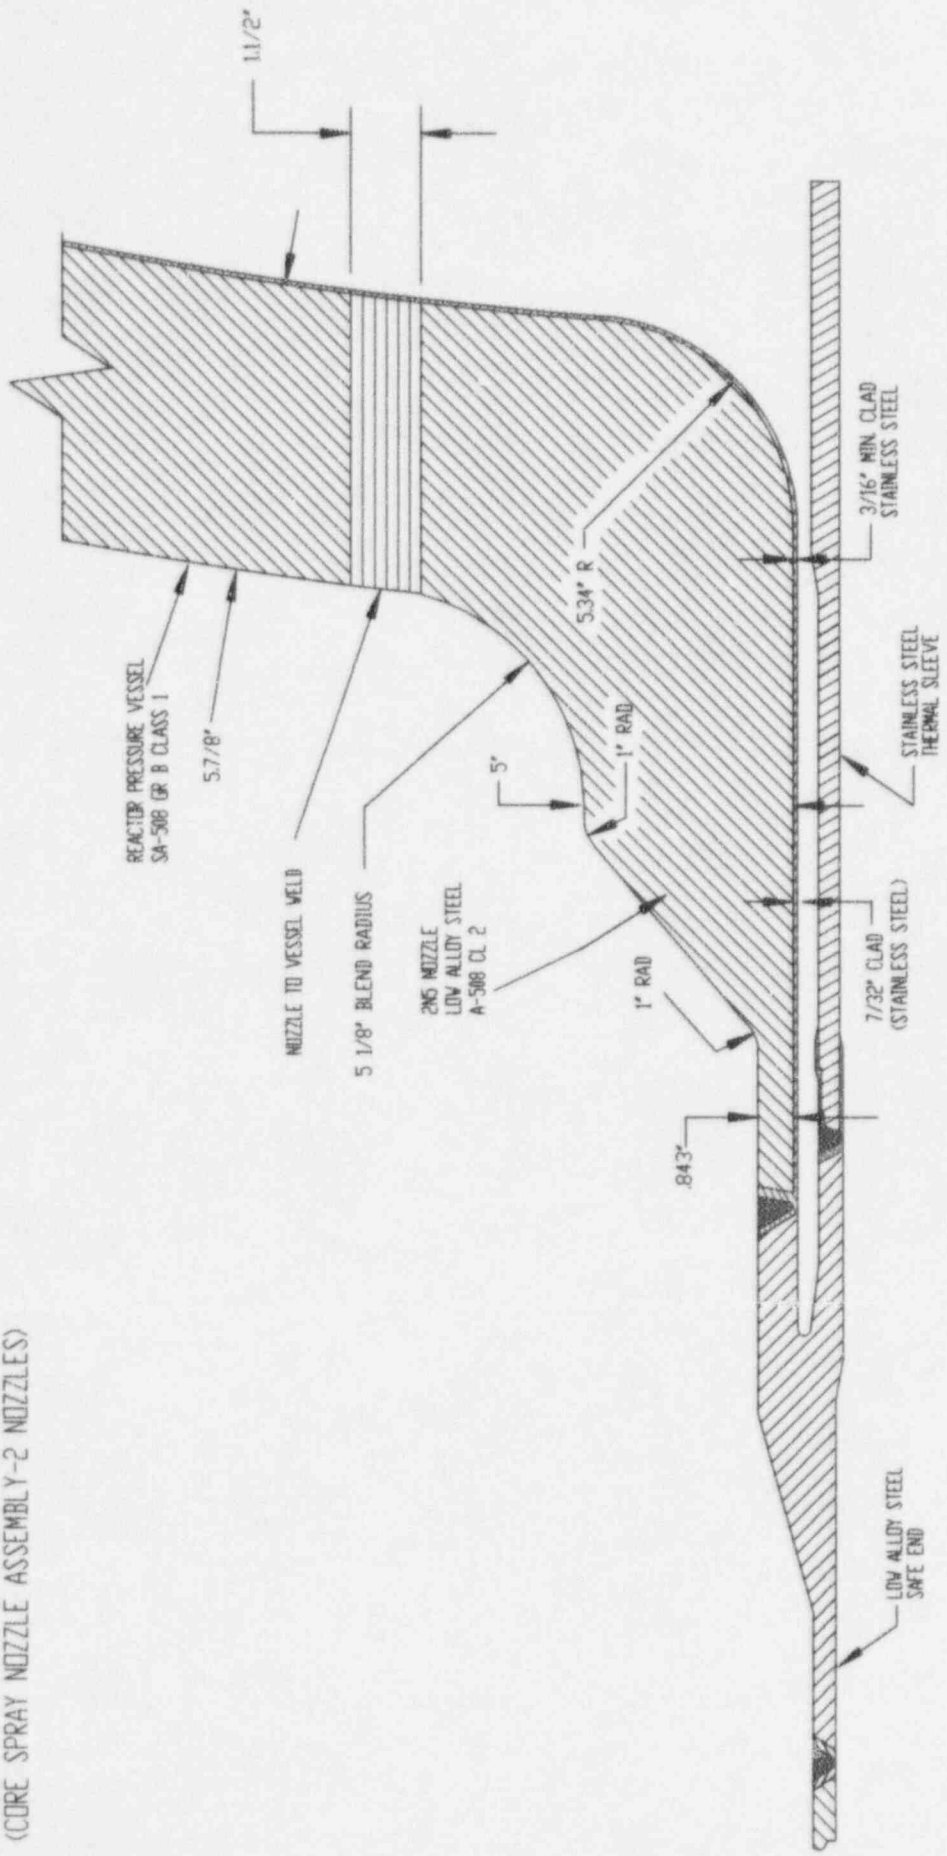 (CORE SPRAY NOZZLE ASSEMBLY-2 NOZZLES)
1.1/2"
REACTOR PRESSURE VESSEL
SA-508 GR B CLASS 1
5.7/8"
NOZZLE TO VESSEL WELD
5 1/8" BLEND RADIUS
5"
2N5 NOZZLE
LOW ALLOY STEEL
A-508 CL 2
5.34" R
1" RAD
1" RAD
.843"
3/16" MIN. CLAD
STAINLESS STEEL
STAINLESS STEEL
THERMAL SLEEVE
7/32" CLAD
(STAINLESS STEEL)
LOW ALLOY STEEL
SAFE END